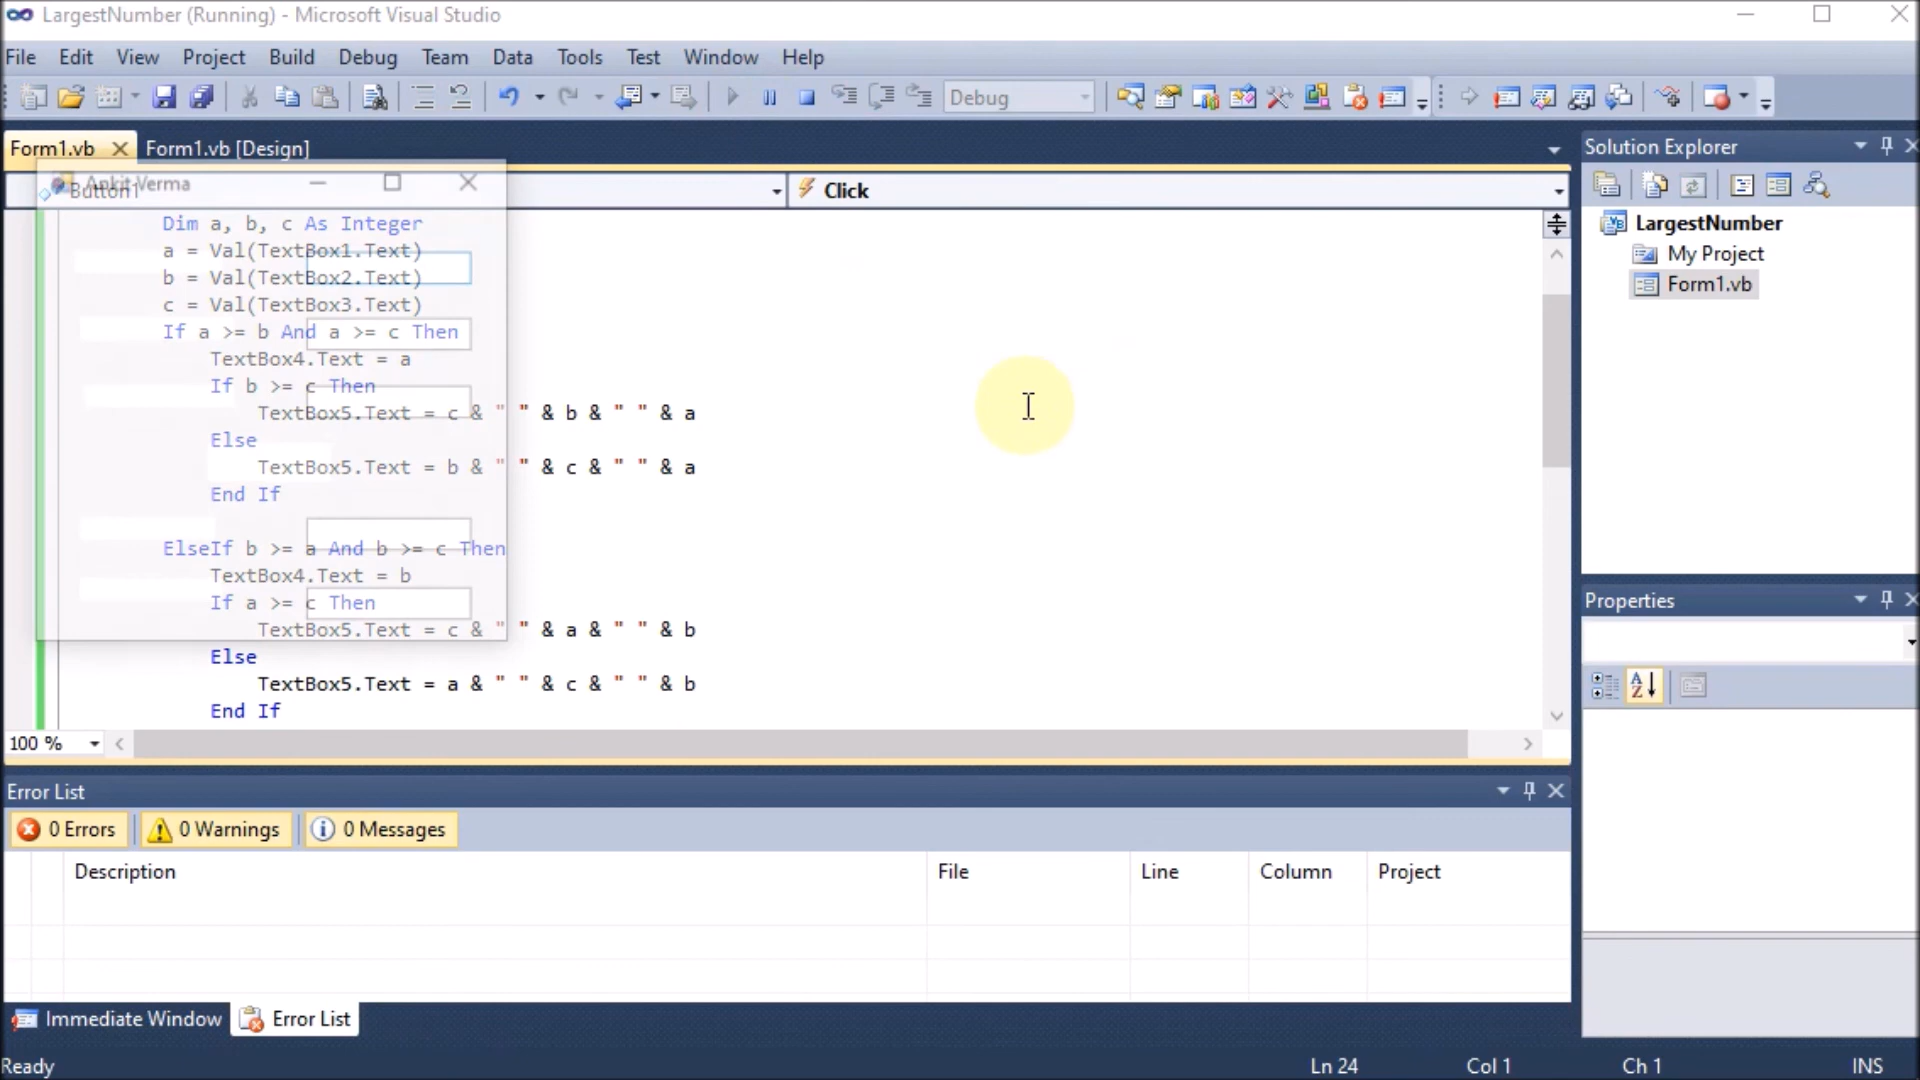 LargestNumber (Running) - Microsoft Visual Studio
File Edit View Project Build Debug Team Data Tools Test Window Help
Debug
Form1.vb Form1.vb [Design]
Ankit Verma
Button1 Click
Dim a, b, c As Integer
a = Val(TextBox1.Text)
b = Val(TextBox2.Text)
c = Val(TextBox3.Text)
If a >= b And a >= c Then
TextBox4.Text = a
If b >= c Then
TextBox5.Text = c & " " & b & " " & a
Else
TextBox5.Text = b & " " & c & " " & a
End If
ElseIf b >= a And b >= c Then
TextBox4.Text = b
If a >= c Then
TextBox5.Text = c & " " & a & " " & b
Else
TextBox5.Text = a & " " & c & " " & b
End If
100 %
Solution Explorer
LargestNumber
My Project
Form1.vb
Properties
Error List
0 Errors 0 Warnings 0 Messages
Description File Line Column Project
Immediate Window Error List
Ready Ln 24 Col 1 Ch 1 INS